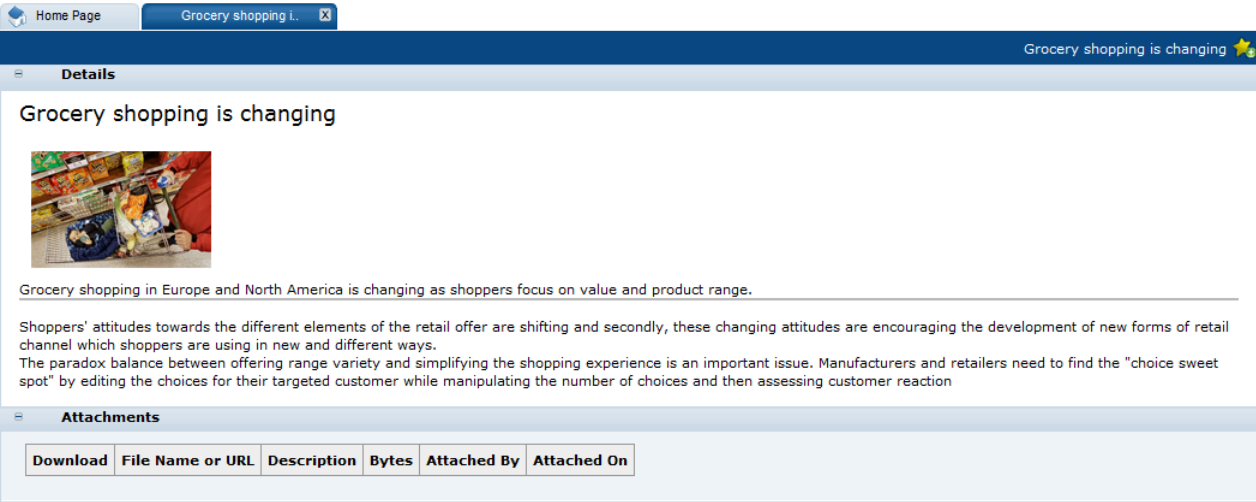 Home Page
Grocery shopping i..
Grocery shopping is changing
Details
Grocery shopping is changing
Grocery shopping in Europe and North America is changing as shoppers focus on value and product range.
Shoppers' attitudes towards the different elements of the retail offer are shifting and secondly, these changing attitudes are encouraging the development of new forms of retail
channel which shoppers are using in new and different ways.
The paradox balance between offering range variety and simplifying the shopping experience is an important issue. Manufacturers and retailers need to find the "choice sweet
spot" by editing the choices for their targeted customer while manipulating the number of choices and then assessing customer reaction
Attachments
Download File Name or URL Description Bytes Attached By Attached On